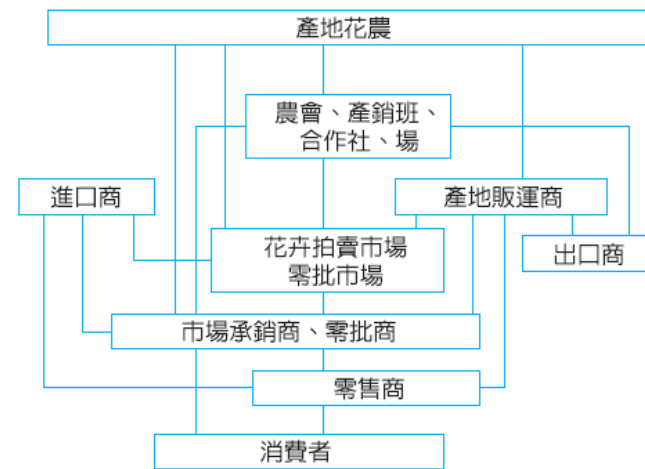 產地花農
農會、產銷班、
合作社、場
進口商
產地販運商
花卉拍賣市場
零批市場
出口商
市場承銷商、零批商
零售商
消費者